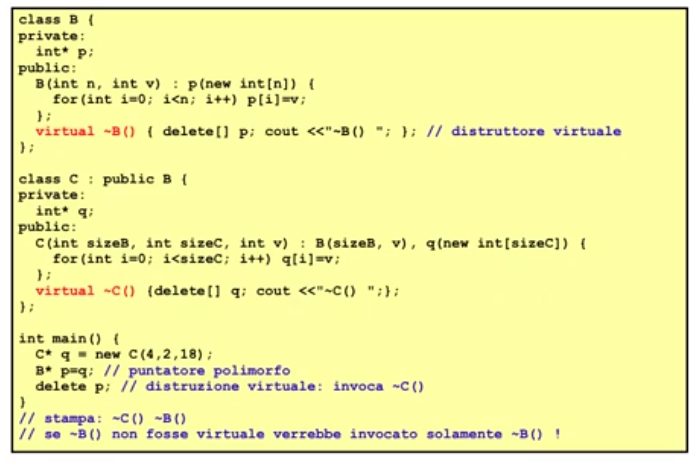 class B {
private:
  int* p;
public:
  B(int n, int v) : p(new int[n]) {
    for(int i=0; i<n; i++) p[i]=v;
  };
  virtual ~B() { delete[] p; cout <<"~B() "; }; // distruttore virtuale
};

class C : public B {
private:
  int* q;
public:
  C(int sizeB, int sizeC, int v) : B(sizeB, v), q(new int[sizeC]) {
    for(int i=0; i<sizeC; i++) q[i]=v;
  };
  virtual ~C() {delete[] q; cout <<"~C() ";};
};

int main() {
  C* q = new C(4,2,18);
  B* p=q; // puntatore polimorfo
  delete p; // distruzione virtuale: invoca ~C()
}
// stampa: ~C() ~B()
// se ~B() non fosse virtuale verrebbe invocato solamente ~B() !